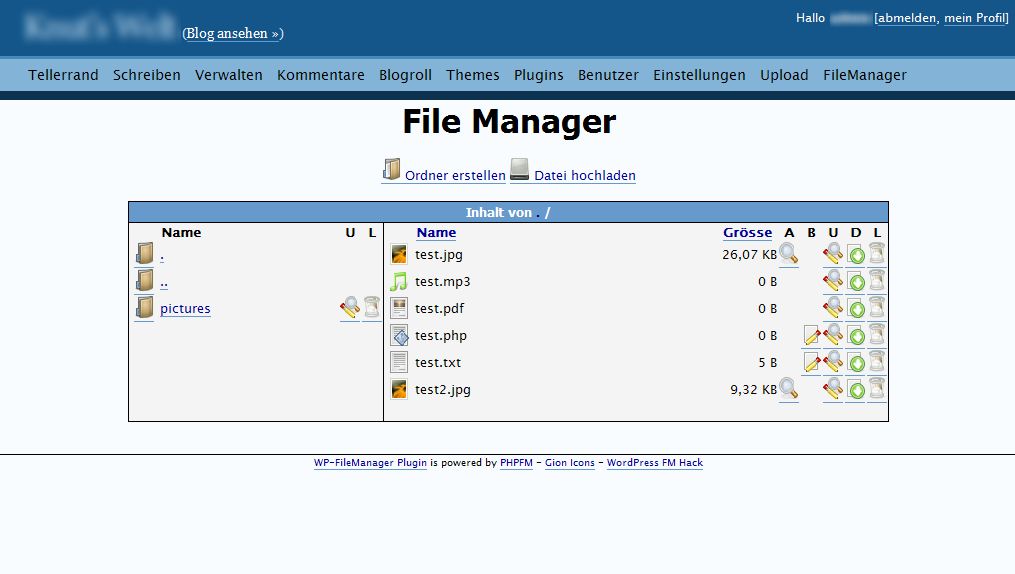 (Blog ansehen »)
Hallo [abmelden, mein Profil]
Tellerrand Schreiben Verwalten Kommentare Blogroll Themes Plugins Benutzer Einstellungen Upload FileManager
File Manager
Ordner erstellen Datei hochladen
Inhalt von . /
Name U L
.
..
pictures
Name Grösse A B U D L
test.jpg 26,07 KB
test.mp3 0 B
test.pdf 0 B
test.php 0 B
test.txt 5 B
test2.jpg 9,32 KB
WP-FileManager Plugin is powered by PHPFM - Gion Icons - WordPress FM Hack